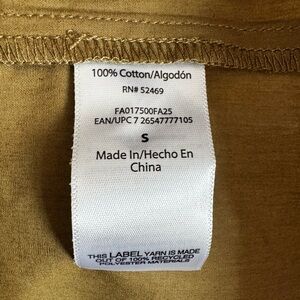 100% Cotton/Algodón
RN# 52469
FA017500FA25
EAN/UPC 7 26547777105
S
Made In/Hecho En
China
THIS LABEL YARN IS MADE
OUT OF 100% RECYCLED
POLYESTER MATERIALS